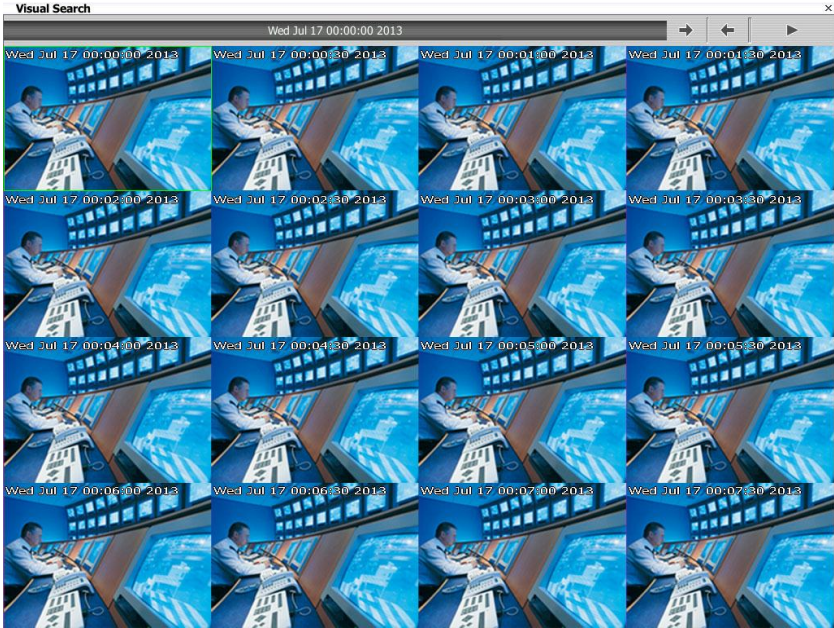 Visual Search
Wed Jul 17 00:00:00 2013
Wed Jul 17 00:00:00 2013
Wed Jul 17 00:00:30 2013
Wed Jul 17 00:01:00 2013
Wed Jul 17 00:01:30 2013
Wed Jul 17 00:02:00 2013
Wed Jul 17 00:02:30 2013
Wed Jul 17 00:03:00 2013
Wed Jul 17 00:03:30 2013
Wed Jul 17 00:04:00 2013
Wed Jul 17 00:04:30 2013
Wed Jul 17 00:05:00 2013
Wed Jul 17 00:05:30 2013
Wed Jul 17 00:06:00 2013
Wed Jul 17 00:06:30 2013
Wed Jul 17 00:07:00 2013
Wed Jul 17 00:07:30 2013